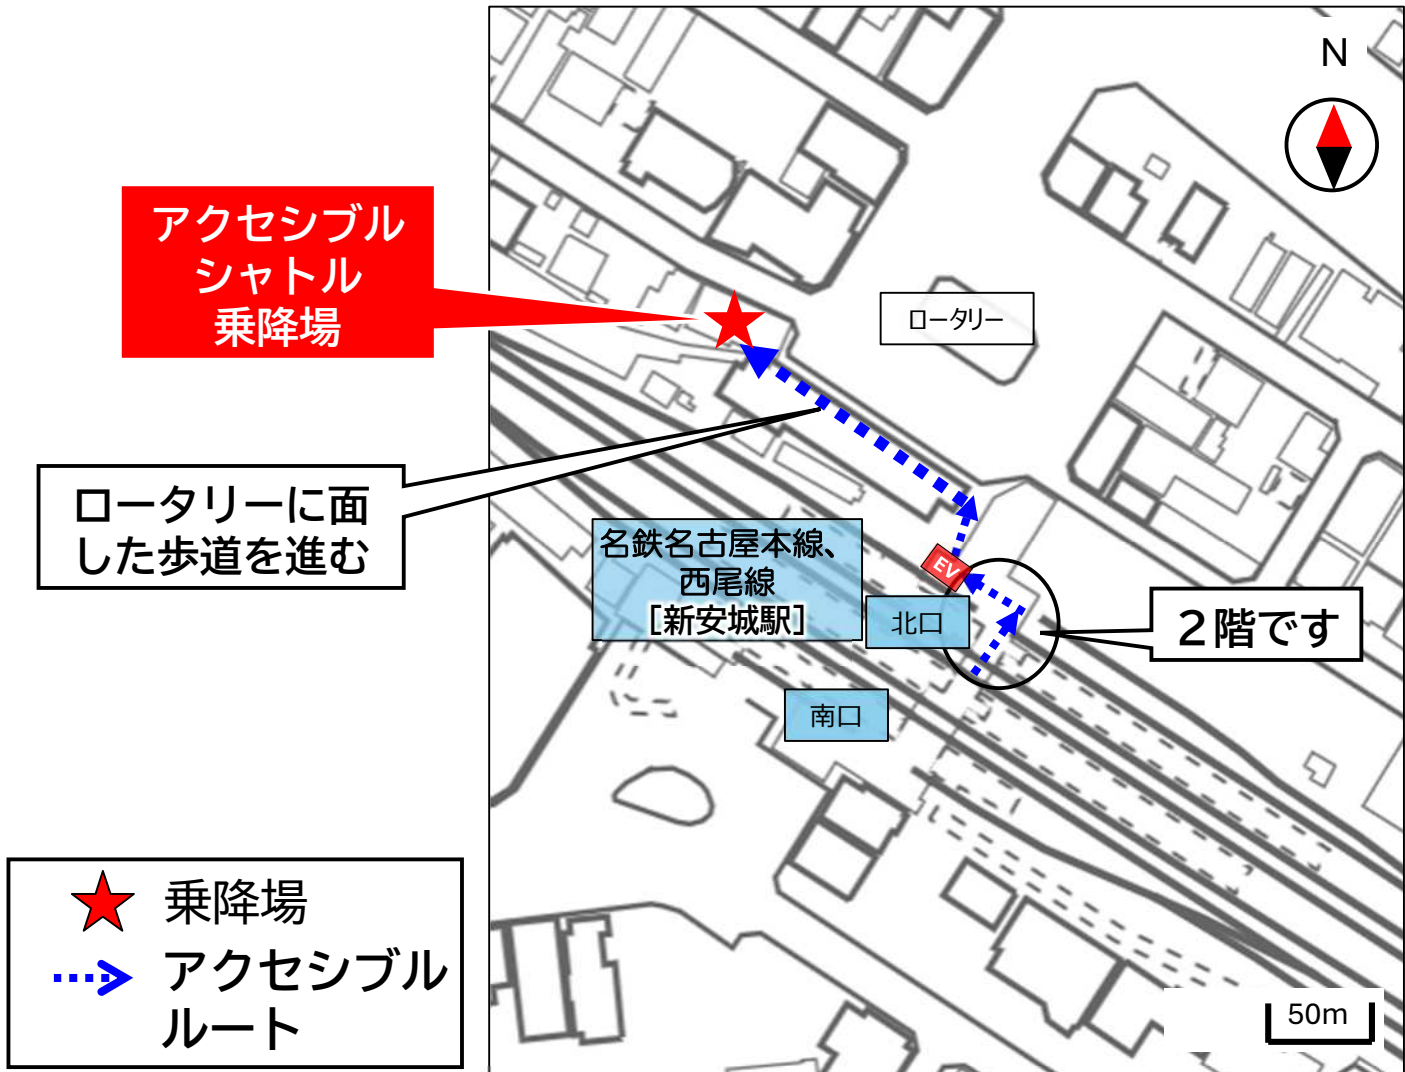 N
アクセシブル
シャトル
乗降場
ロータリー
ロータリーに面
した歩道を進む
名鉄名古屋本線、
西尾線
［新安城駅］
EV
北口
2階です
南口
乗降場
アクセシブル
ルート
50m